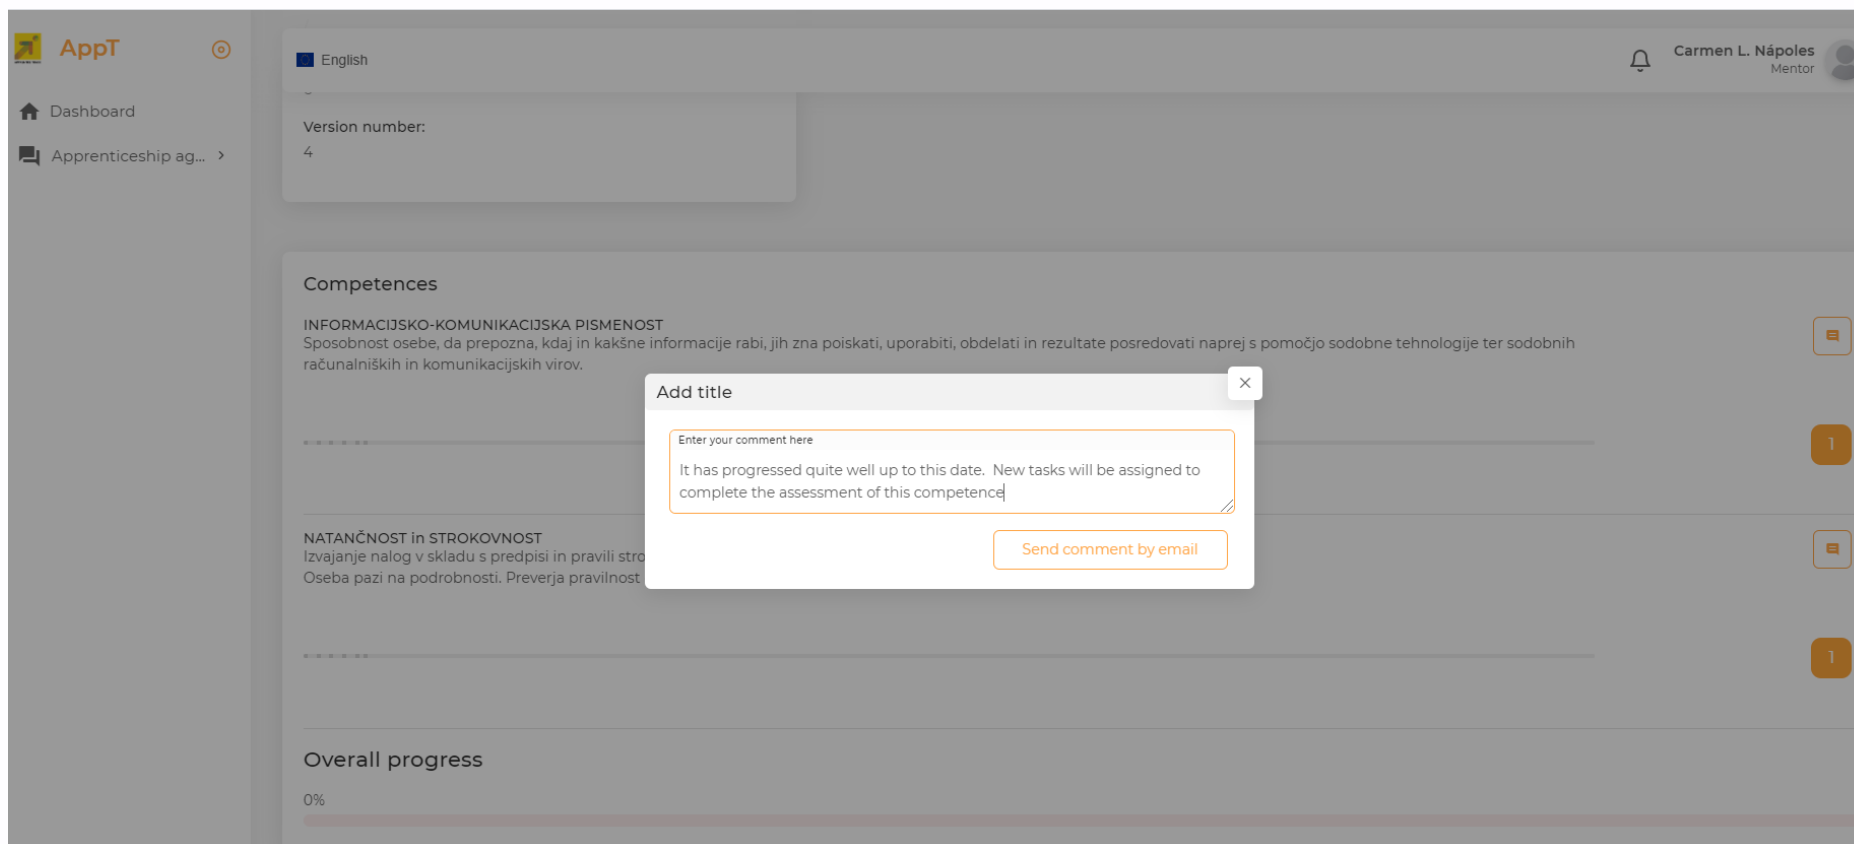 AppT
Dashboard
Apprenticeship ag...
English
Carmen L. Nápoles
Mentor
Version number:
4
Competences
INFORMACIJSKO-KOMUNIKACIJSKA PISMENOST
Sposobnost osebe, da prepozna, kdaj in kakšne informacije rabi, jih zna poiskati, uporabiti, obdelati in rezultate posredovati naprej s pomočjo sodobne tehnologije ter sodobnih
računalniških in komunikacijskih virov.
1
Add title
Enter your comment here
It has progressed quite well up to this date.  New tasks will be assigned to
complete the assessment of this competence
Send comment by email
NATANČNOST in STROKOVNOST
Izvajanje nalog v skladu s predpisi in pravili stro
Oseba pazi na podrobnosti. Preverja pravilnost
1
Overall progress
0%